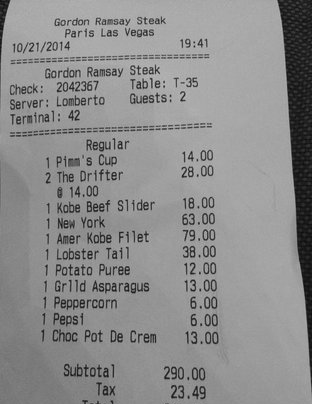 Gordon Ramsay Steak
Paris Las Vegas
10/21/2014 19:41
Gordon Ramsay Steak
Check: 2042367 Table: T-35
Server: Lomberto Guests: 2
Terminal: 42
Regular
1 Pimm's Cup 14.00
2 The Drifter 28.00
@ 14.00
1 Kobe Beef Slider 18.00
1 New York 63.00
1 Amer Kobe Filet 79.00
1 Lobster Tail 38.00
1 Potato Puree 12.00
1 Grlld Asparagus 13.00
1 Peppercorn 6.00
1 Pepsi 6.00
1 Choc Pot De Crem 13.00
Subtotal 290.00
Tax 23.49